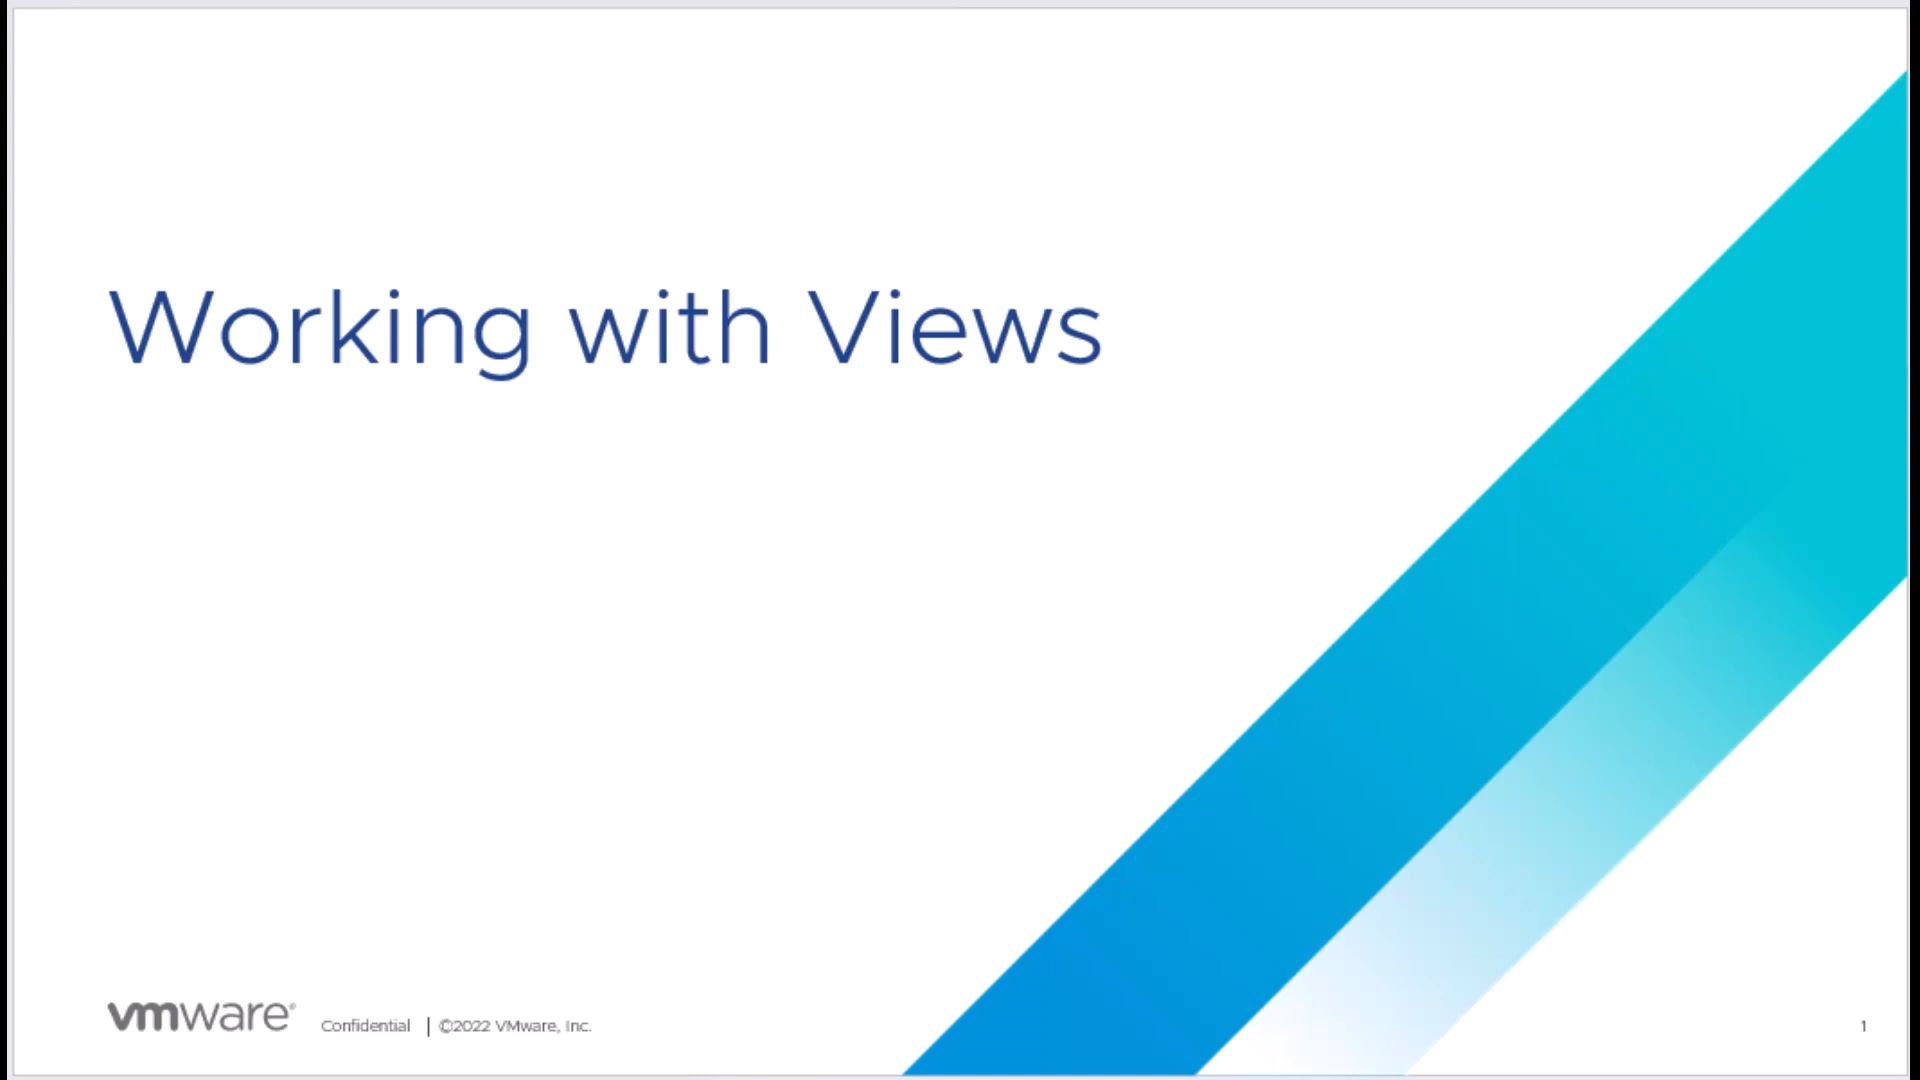 Working with Views
vmware® Confidential | ©2022 VMware, Inc. 1